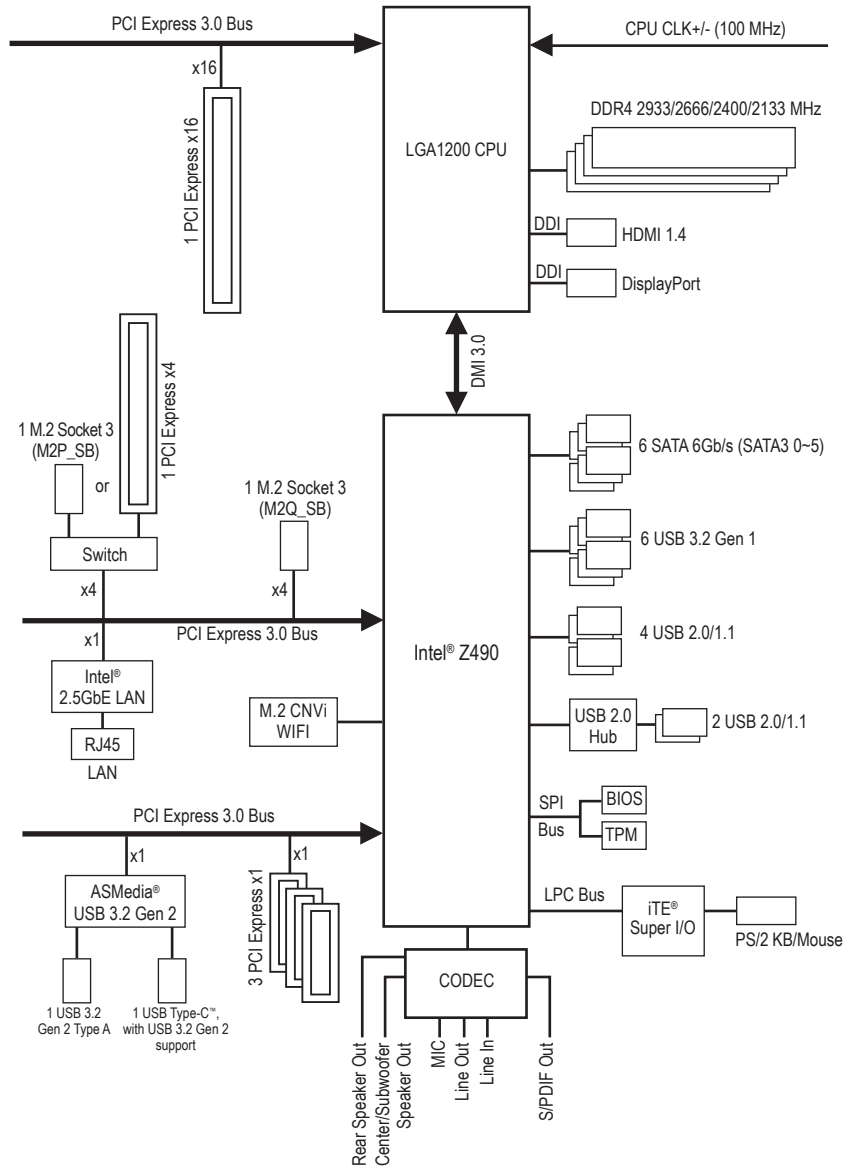 PCI Express 3.0 Bus
CPU CLK+/- (100 MHz)
x16
1 PCI Express x16
LGA1200 CPU
DDR4 2933/2666/2400/2133 MHz
DDI
HDMI 1.4
DDI
DisplayPort
DMI 3.0
1 PCI Express x4
1 M.2 Socket 3
(M2P_SB)
or
Switch
x4
1 M.2 Socket 3
(M2Q_SB)
x4
PCI Express 3.0 Bus
x1
Intel®
2.5GbE LAN
RJ45
LAN
M.2 CNVi
WIFI
Intel® Z490
6 SATA 6Gb/s (SATA3 0~5)
6 USB 3.2 Gen 1
4 USB 2.0/1.1
USB 2.0
Hub
2 USB 2.0/1.1
SPI
Bus
BIOS
TPM
LPC Bus
iTE®
Super I/O
PS/2 KB/Mouse
PCI Express 3.0 Bus
x1
ASMedia®
USB 3.2 Gen 2
1 USB 3.2
Gen 2 Type A
1 USB Type-C™,
with USB 3.2 Gen 2
support
x1
3 PCI Express x1
CODEC
Rear Speaker Out
Center/Subwoofer
Speaker Out
MIC
Line Out
Line In
S/PDIF Out